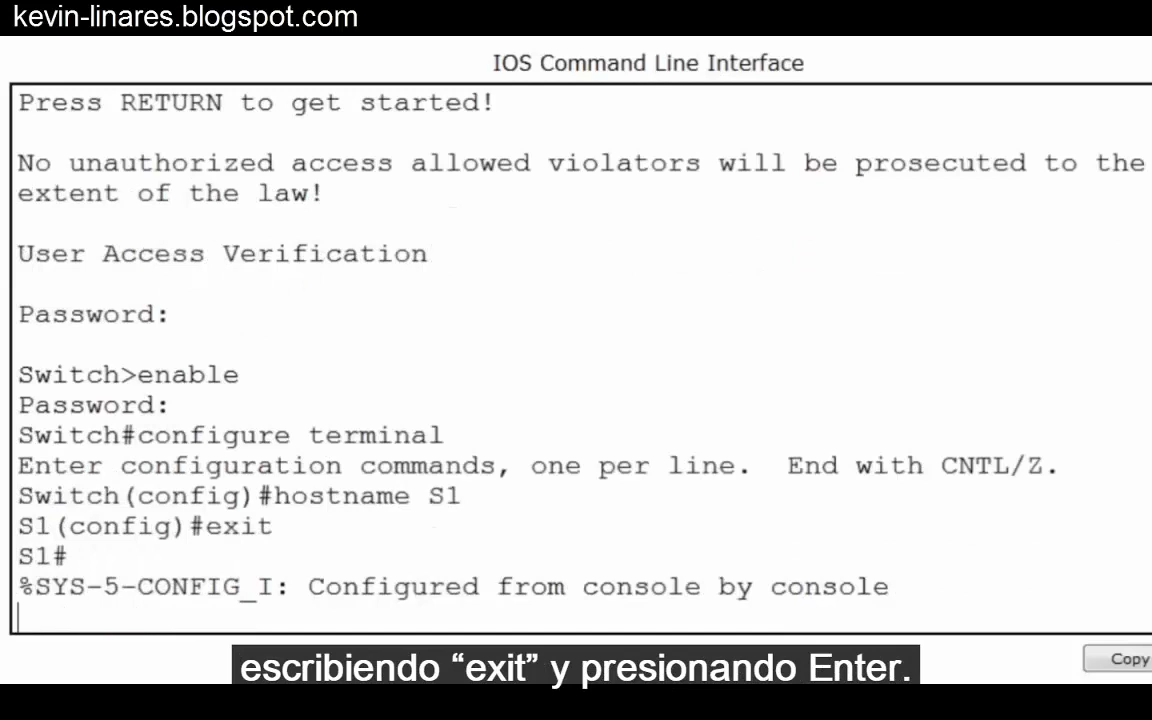 kevin-linares.blogspot.com
IOS Command Line Interface
Press RETURN to get started!
No unauthorized access allowed violators will be prosecuted to the
extent of the law!
User Access Verification
Password:
Switch>enable
Password:
Switch#configure terminal
Enter configuration commands, one per line.  End with CNTL/Z.
Switch(config)#hostname S1
S1(config)#exit
S1#
%SYS-5-CONFIG_I: Configured from console by console
escribiendo “exit” y presionando Enter.
Copy